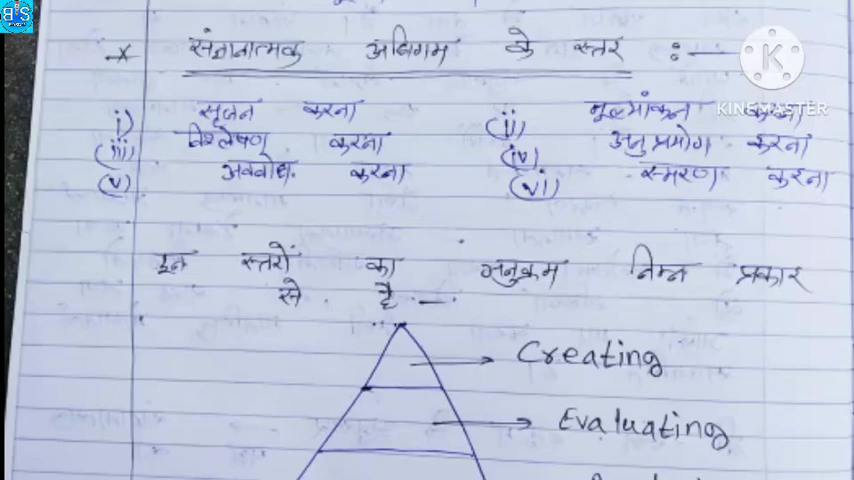 BS
* संज्ञानात्मक अधिगम के स्तर :—
K
KINEMASTER
i) सृजन करना (ii) मूल्यांकन करना
(iii) विश्लेषण करना (iv) अनुप्रयोग करना
(v) अवबोध करना (vi) स्मरण करना
इन स्तरों का अनुक्रम निम्न प्रकार
से है —
Creating
Evaluating